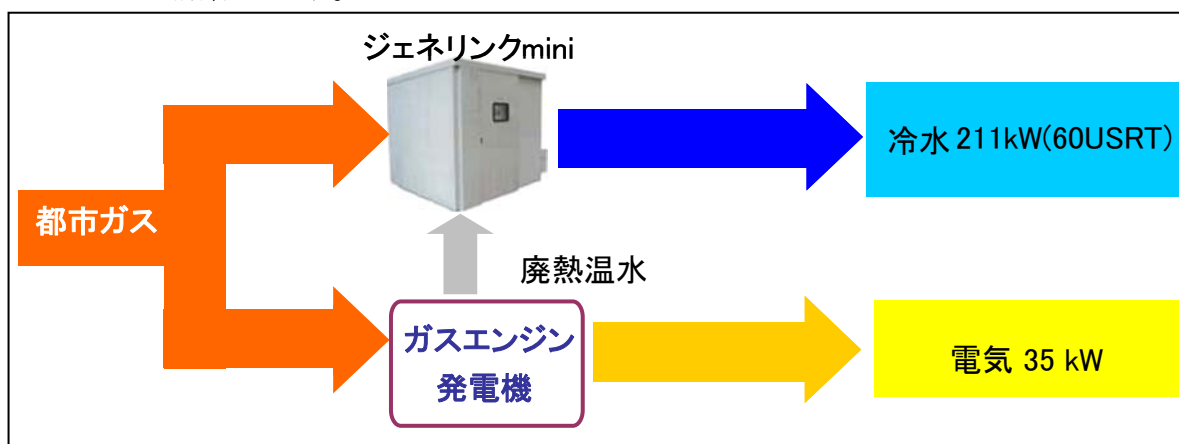 ジェネリンクmini
冷水 211kW(60USRT)
都市ガス
廃熱温水
ガスエンジン
発電機
電気 35 kW